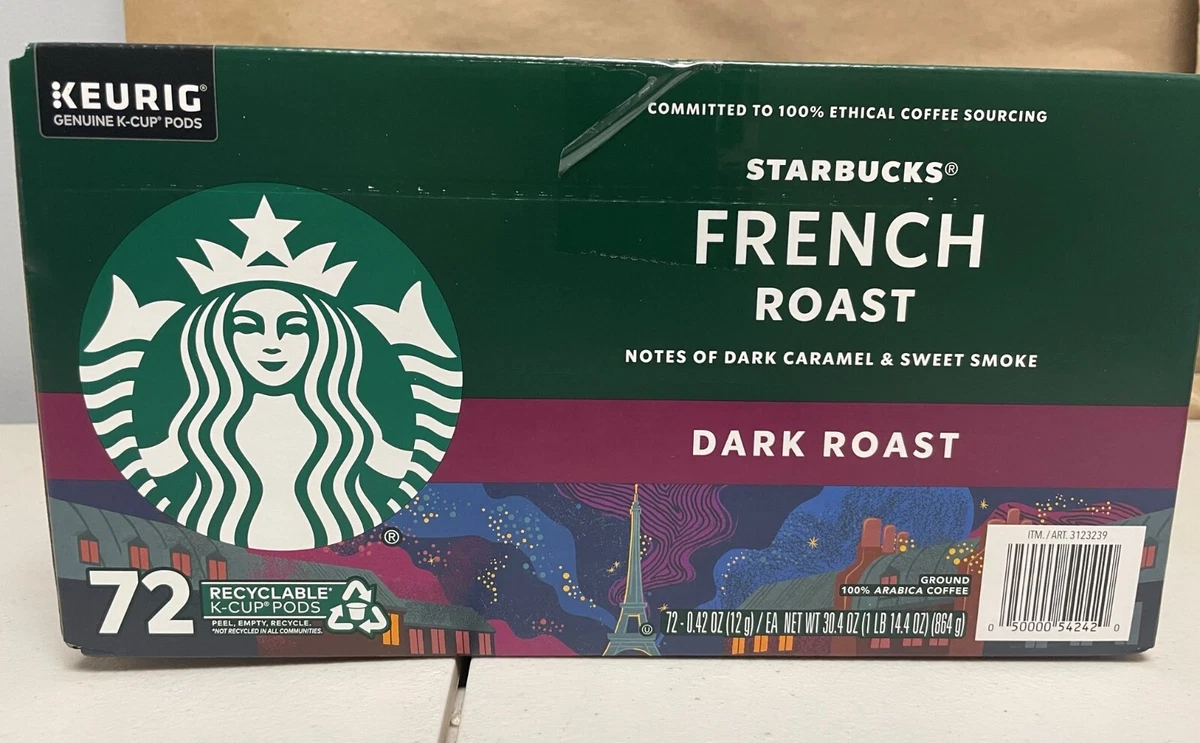 KEURIG®
GENUINE K-CUP® PODS
COMMITTED TO 100% ETHICAL COFFEE SOURCING
STARBUCKS®
FRENCH
ROAST
NOTES OF DARK CARAMEL & SWEET SMOKE
DARK ROAST
®
72
RECYCLABLE*
K-CUP® PODS
PEEL, EMPTY, RECYCLE.
*NOT RECYCLED IN ALL COMMUNITIES.
GROUND
100% ARABICA COFFEE
72 - 0.42 OZ (12 g) / EA NET WT 30.4 OZ (1 LB 14.4 OZ) (864 g)
ITM. / ART. 3123239
0 50000 54242 0